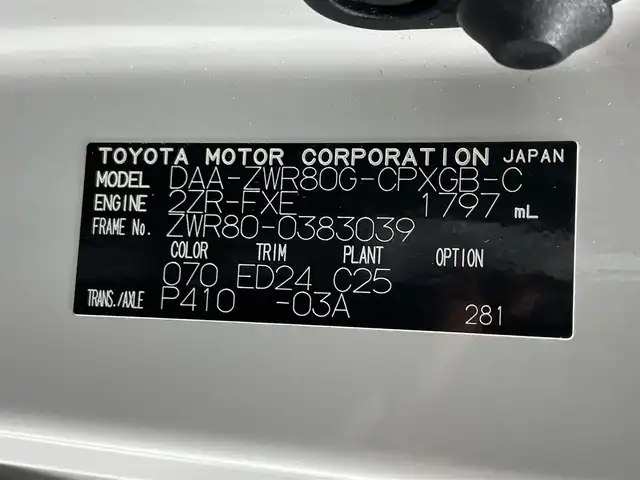 TOYOTA MOTOR CORPORATION JAPAN
MODEL DAA-ZWR80G-CPXGB-C
ENGINE 2ZR-FXE 1797 mL
FRAME No. ZWR80-0383039
COLOR TRIM PLANT OPTION
070 ED24 C25
TRANS./AXLE P410 -03A 281